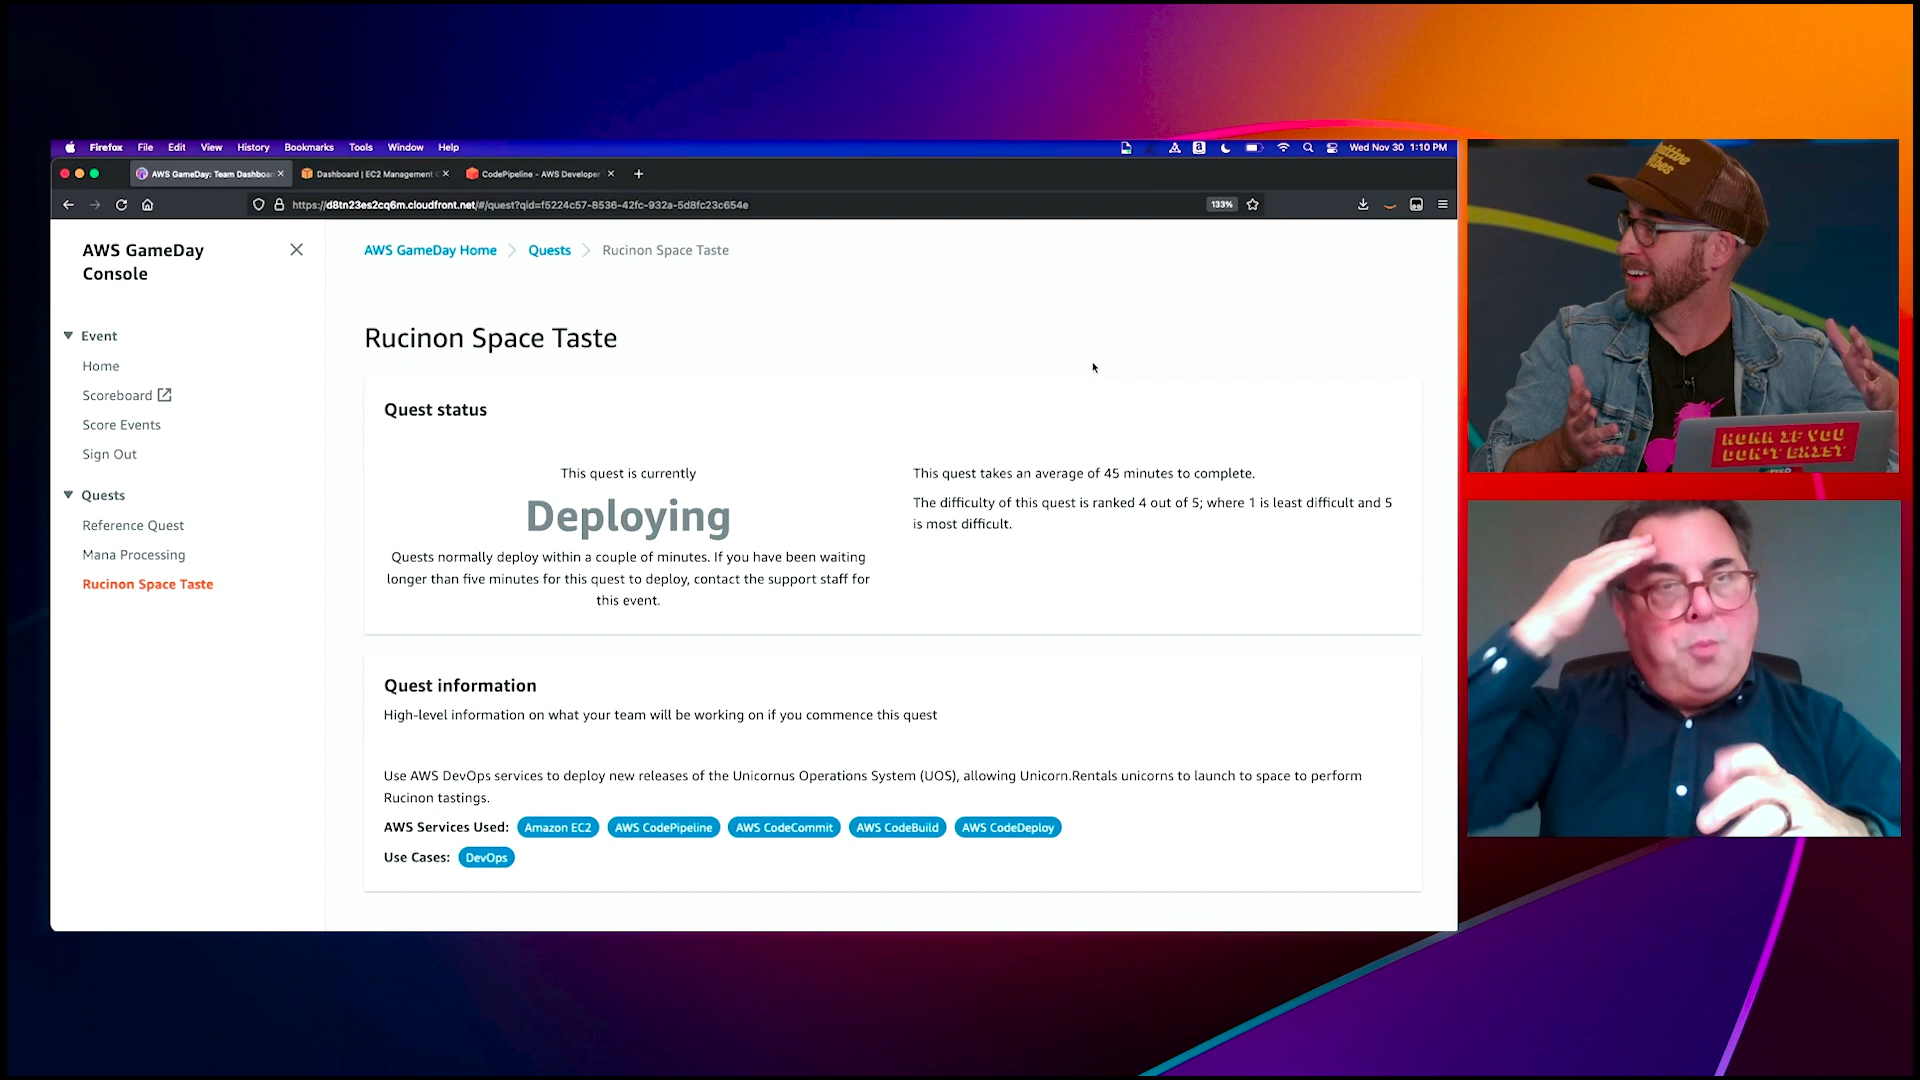 Firefox File Edit View History Bookmarks Tools Window Help
Wed Nov 30 1:10 PM
AWS GameDay: Team Dashboar
Dashboard | EC2 Management C
CodePipeline - AWS Developer
https://d8tn23es2cq6m.cloudfront.net/#/quest?qid=f5224c57-8536-42fc-932a-5d8fc23c654e
133%
AWS GameDay
Console
Event
Home
Scoreboard
Score Events
Sign Out
Quests
Reference Quest
Mana Processing
Rucinon Space Taste
AWS GameDay Home
Quests
Rucinon Space Taste
Rucinon Space Taste
Quest status
This quest is currently
Deploying
Quests normally deploy within a couple of minutes. If you have been waiting
longer than five minutes for this quest to deploy, contact the support staff for
this event.
This quest takes an average of 45 minutes to complete.
The difficulty of this quest is ranked 4 out of 5; where 1 is least difficult and 5
is most difficult.
Quest information
High-level information on what your team will be working on if you commence this quest
Use AWS DevOps services to deploy new releases of the Unicornus Operations System (UOS), allowing Unicorn.Rentals unicorns to launch to space to perform
Rucinon tastings.
AWS Services Used: Amazon EC2 AWS CodePipeline AWS CodeCommit AWS CodeBuild AWS CodeDeploy
Use Cases: DevOps
Vibes
HONK IF YOU
DON'T EXIST